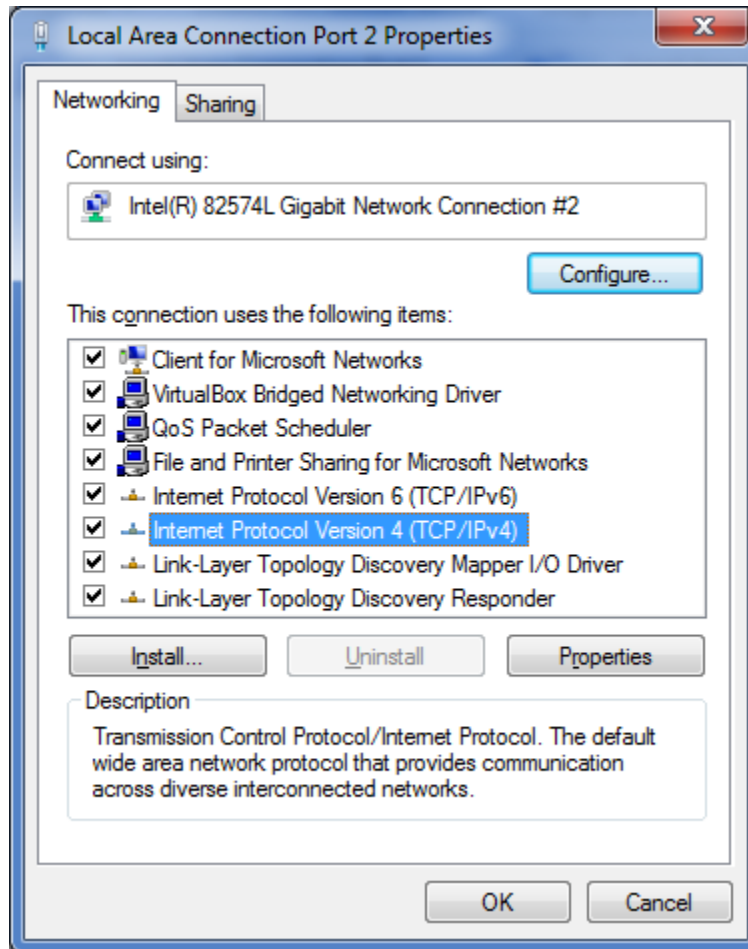 Local Area Connection Port 2 Properties
Networking
Sharing
Connect using:
Intel(R) 82574L Gigabit Network Connection #2
Configure...
This connection uses the following items:
Client for Microsoft Networks
VirtualBox Bridged Networking Driver
QoS Packet Scheduler
File and Printer Sharing for Microsoft Networks
Internet Protocol Version 6 (TCP/IPv6)
Internet Protocol Version 4 (TCP/IPv4)
Link-Layer Topology Discovery Mapper I/O Driver
Link-Layer Topology Discovery Responder
Install...
Uninstall
Properties
Description
Transmission Control Protocol/Internet Protocol. The default
wide area network protocol that provides communication
across diverse interconnected networks.
OK
Cancel